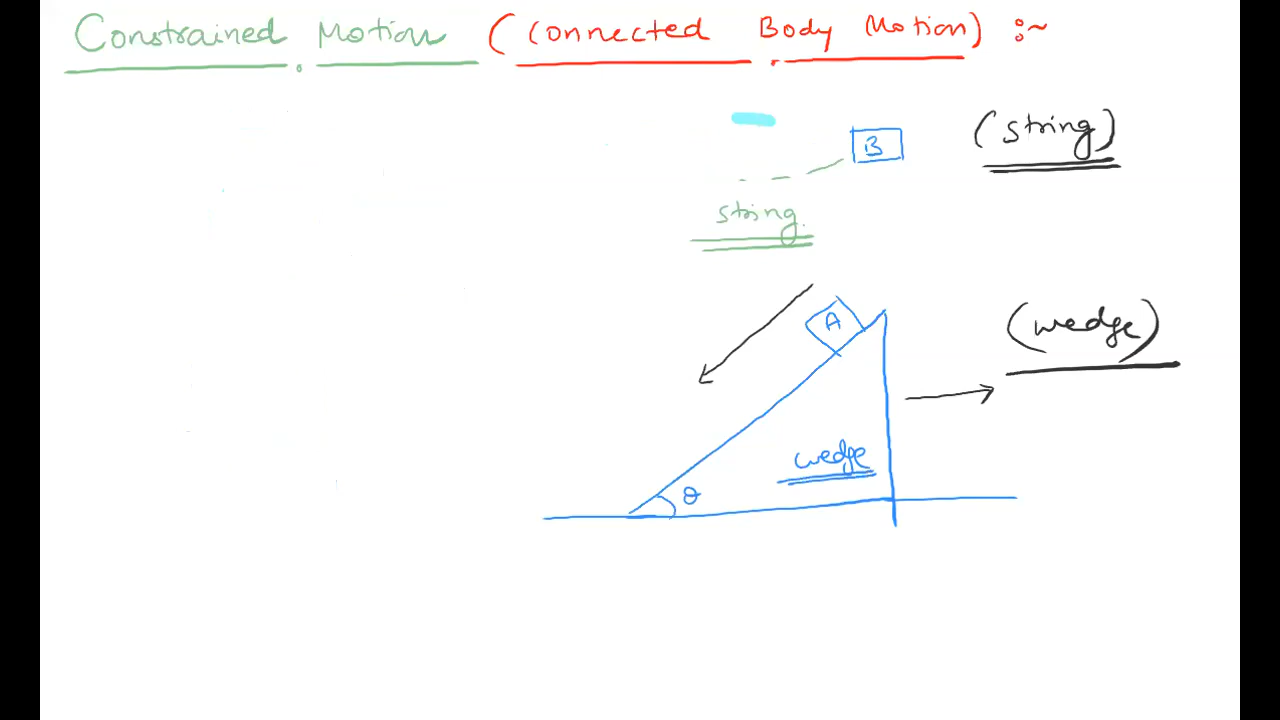 Constrained Motion (Connected Body Motion) :~
B
(string)
string
A
(wedge)
wedge
θ